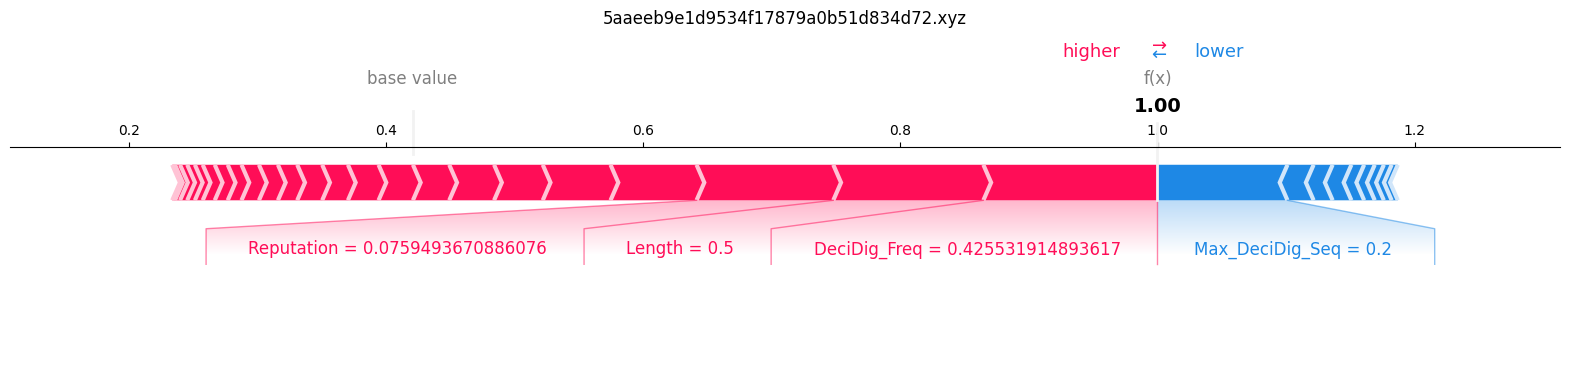 5aaeeb9e1d9534f17879a0b51d834d72.xyz
higher ⇄ lower
base value f(x)
1.00
0.2 0.4 0.6 0.8 1.0 1.2
Reputation = 0.0759493670886076 Length = 0.5 DeciDig_Freq = 0.425531914893617 Max_DeciDig_Seq = 0.2